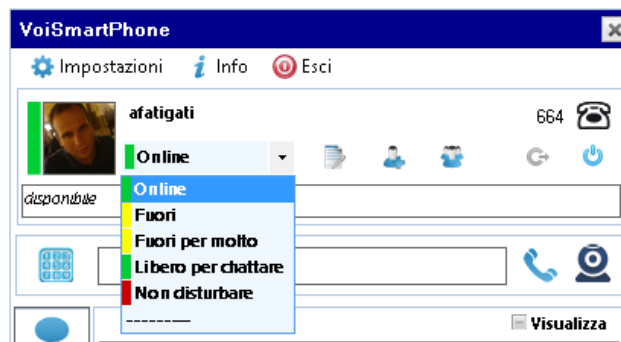 VoiSmartPhone
Impostazioni i Info Esci
afatigati 664
Online
disponibile
Online
Fuori
Fuori per molto
Libero per chattare
Non disturbare
----------
Visualizza